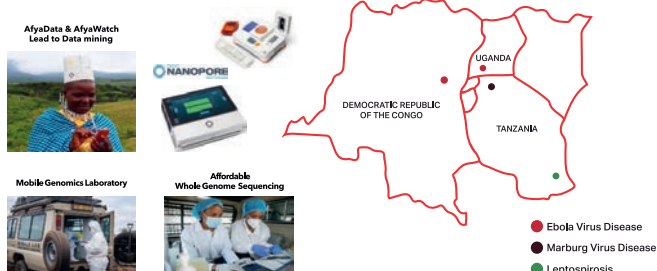 AfyaData & AfyaWatch
Lead to Data mining
NANOPORE
UGANDA
DEMOCRATIC REPUBLIC
OF THE CONGO
TANZANIA
Mobile Genomics Laboratory
Affordable
Whole Genome Sequencing
Ebola Virus Disease
Marburg Virus Disease
Leptospirosis